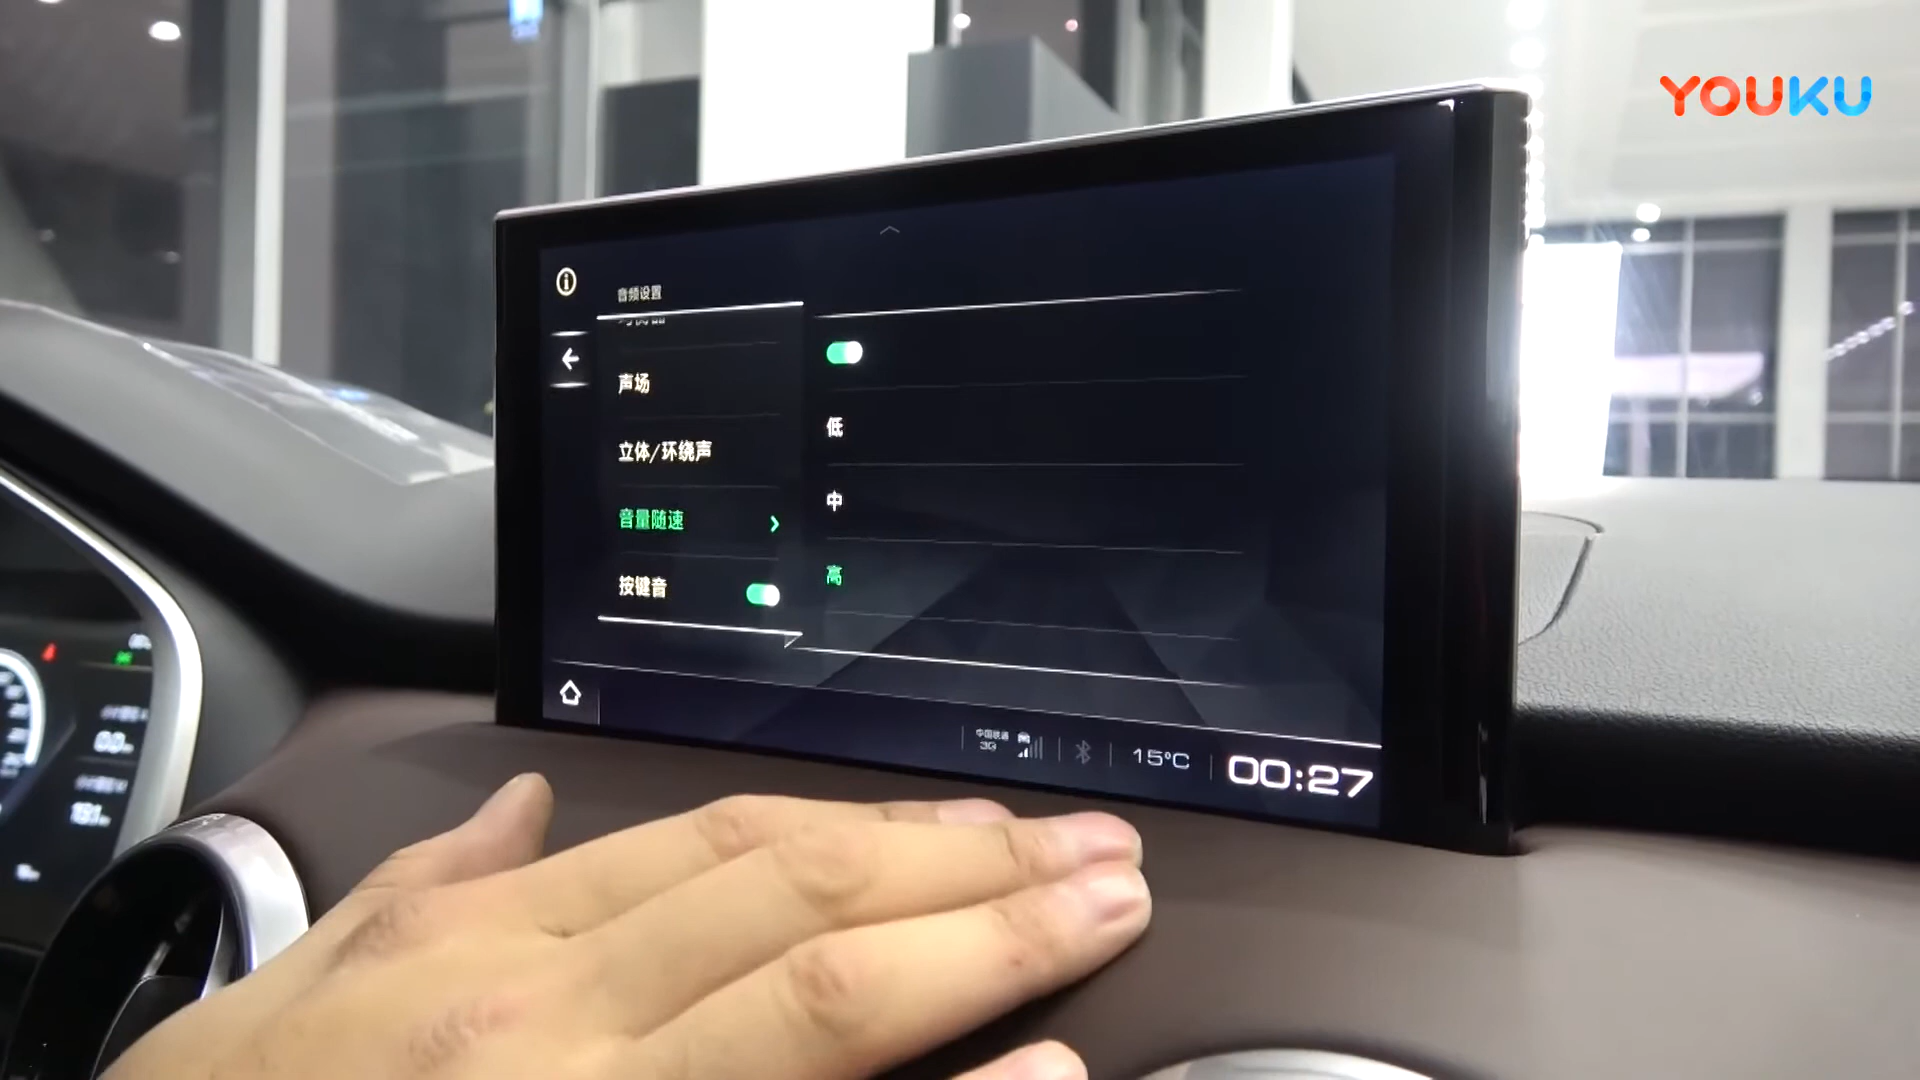 YOUKU
音频设置
声场
立体/环绕声
音量随速
按键音
低
中
高
中国联通
3G
15°C
00:27